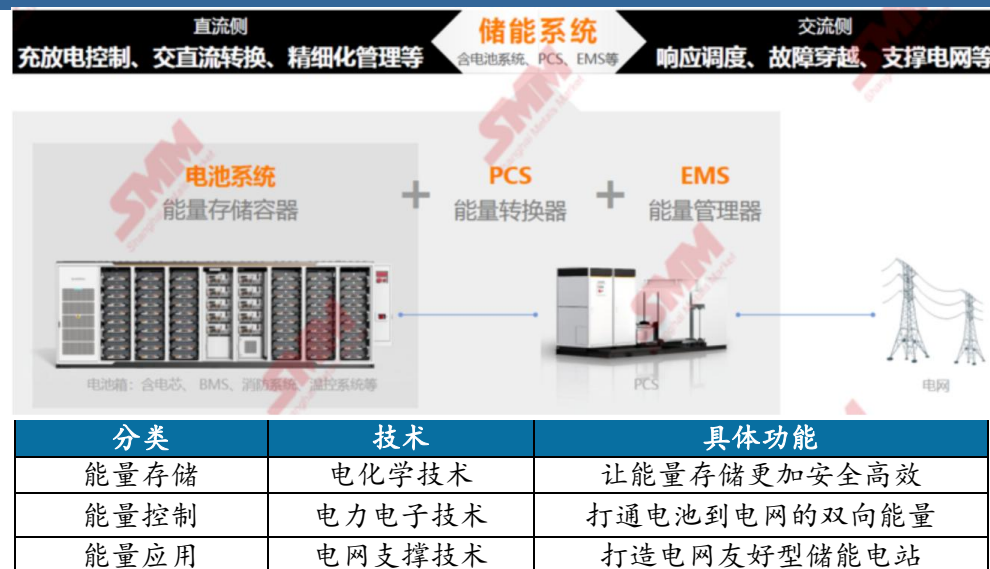 直流侧
充放电控制、交直流转换、精细化管理等
储能系统
含电池系统、PCS、EMS等
交流侧
响应调度、故障穿越、支撑电网等
SMM
Shanghai Metals Market
电池系统
能量存储容器
+
PCS
能量转换器
+
EMS
能量管理器
电池箱：含电芯、BMS、消防系统、温控系统等
PCS
电网
分类 技术 具体功能
能量存储 电化学技术 让能量存储更加安全高效
能量控制 电力电子技术 打通电池到电网的双向能量
能量应用 电网支撑技术 打造电网友好型储能电站